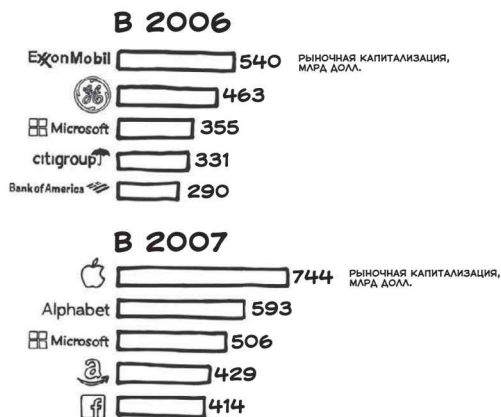 В 2006
ExxonMobil 540 РЫНОЧНАЯ КАПИТАЛИЗАЦИЯ,
МЛРД ДОЛЛ.
GE 463
Microsoft 355
citigroup 331
Bank of America 290
В 2007
744 РЫНОЧНАЯ КАПИТАЛИЗАЦИЯ,
МЛРД ДОЛЛ.
Alphabet 593
Microsoft 506
a 429
f 414